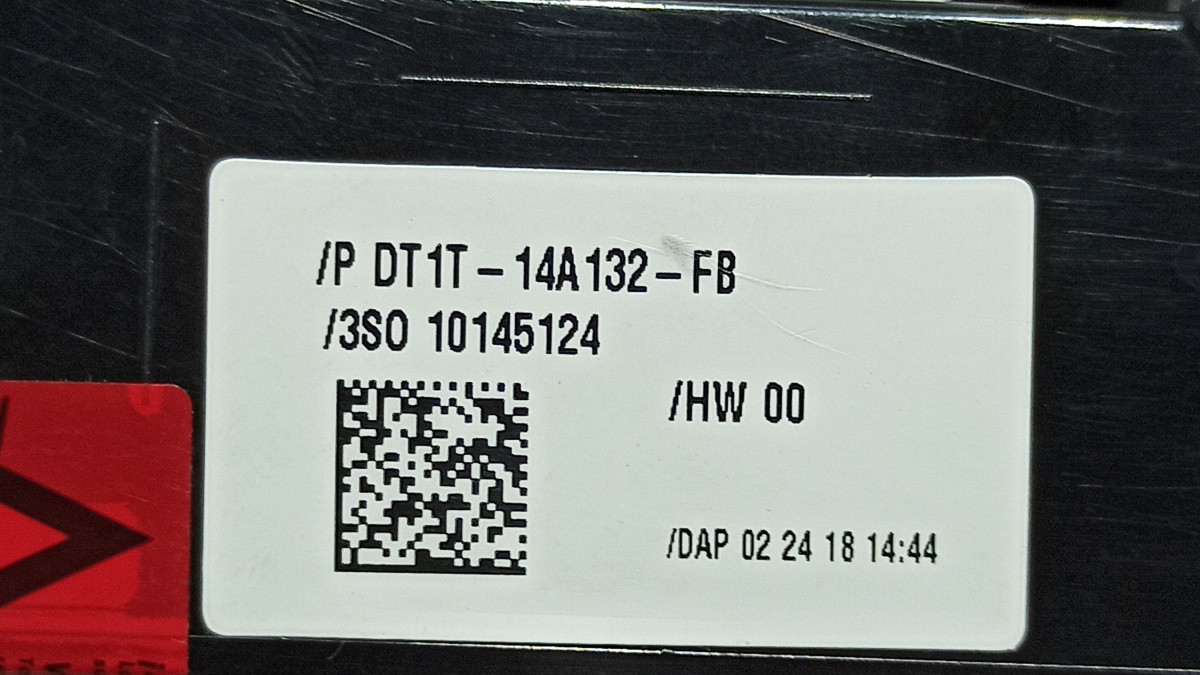 /P DT1T-14A132-FB
/3SO 10145124
/HW 00
/DAP 02 24 18 14:44